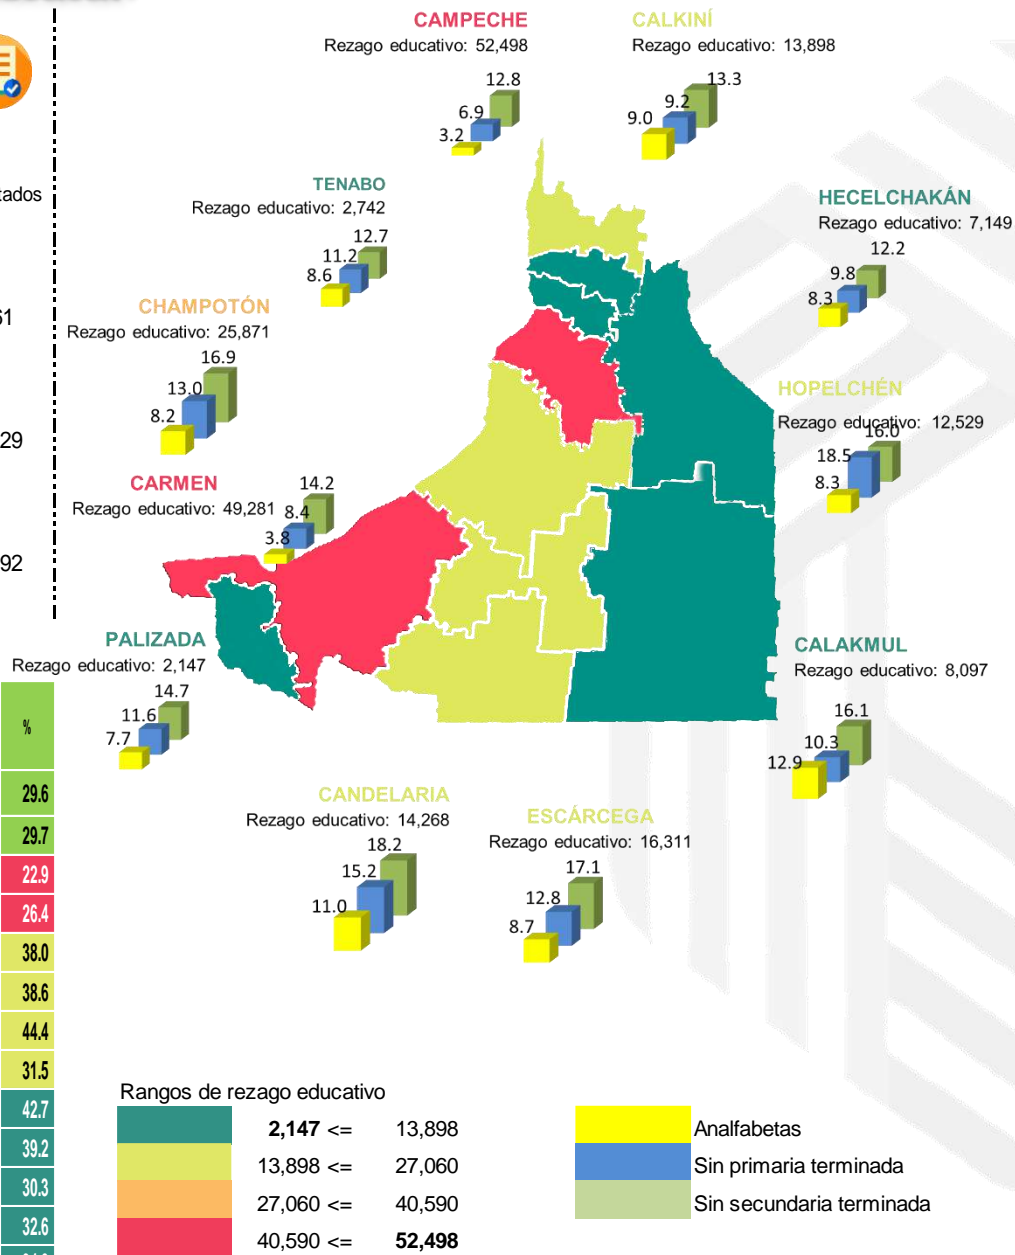 CAMPECHE
Rezago educativo: 52,498
12.8
6.9
3.2
CALKINÍ
Rezago educativo: 13,898
13.3
9.2
9.0
tados
TENABO
Rezago educativo: 2,742
12.7
11.2
8.6
HECELCHAKÁN
Rezago educativo: 7,149
12.2
9.8
8.3
61
CHAMPOTÓN
Rezago educativo: 25,871
16.9
13.0
8.2
HOPELCHÉN
Rezago educativo: 12,529
16.0
18.5
8.3
29
CARMEN
Rezago educativo: 49,281
14.2
8.4
3.8
92
PALIZADA
Rezago educativo: 2,147
14.7
11.6
7.7
CALAKMUL
Rezago educativo: 8,097
16.1
10.3
12.9
CANDELARIA
Rezago educativo: 14,268
18.2
15.2
11.0
ESCÁRCEGA
Rezago educativo: 16,311
17.1
12.8
8.7
%
29.6
29.7
22.9
26.4
38.0
38.6
44.4
31.5
42.7
39.2
30.3
32.6
Rangos de rezago educativo
2,147 <= 13,898
13,898 <= 27,060
27,060 <= 40,590
40,590 <= 52,498
Analfabetas
Sin primaria terminada
Sin secundaria terminada